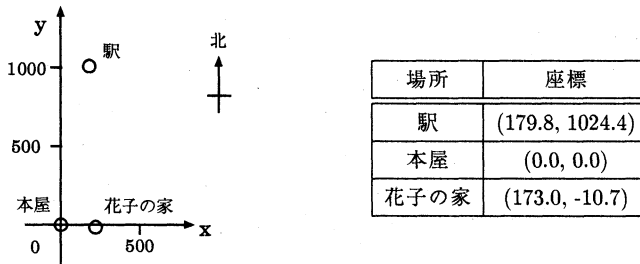 y
駅
北
1000
500
本屋
花子の家
x
0
500
場所 座標
駅 (179.8, 1024.4)
本屋 (0.0, 0.0)
花子の家 (173.0, -10.7)